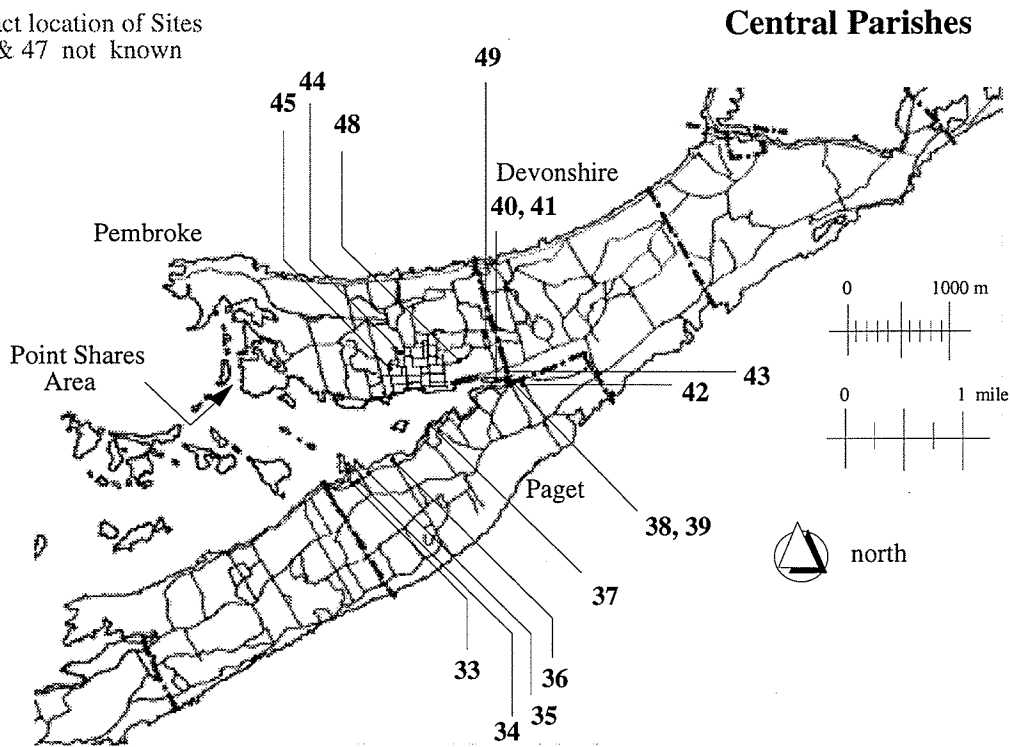 act location of Sites
& 47 not known
Central Parishes
49
44
45
48
Devonshire
40, 41
Pembroke
0 1000 m
Point Shares
Area
43
42
0 1 mile
Paget
38, 39
north
37
36
33
35
34